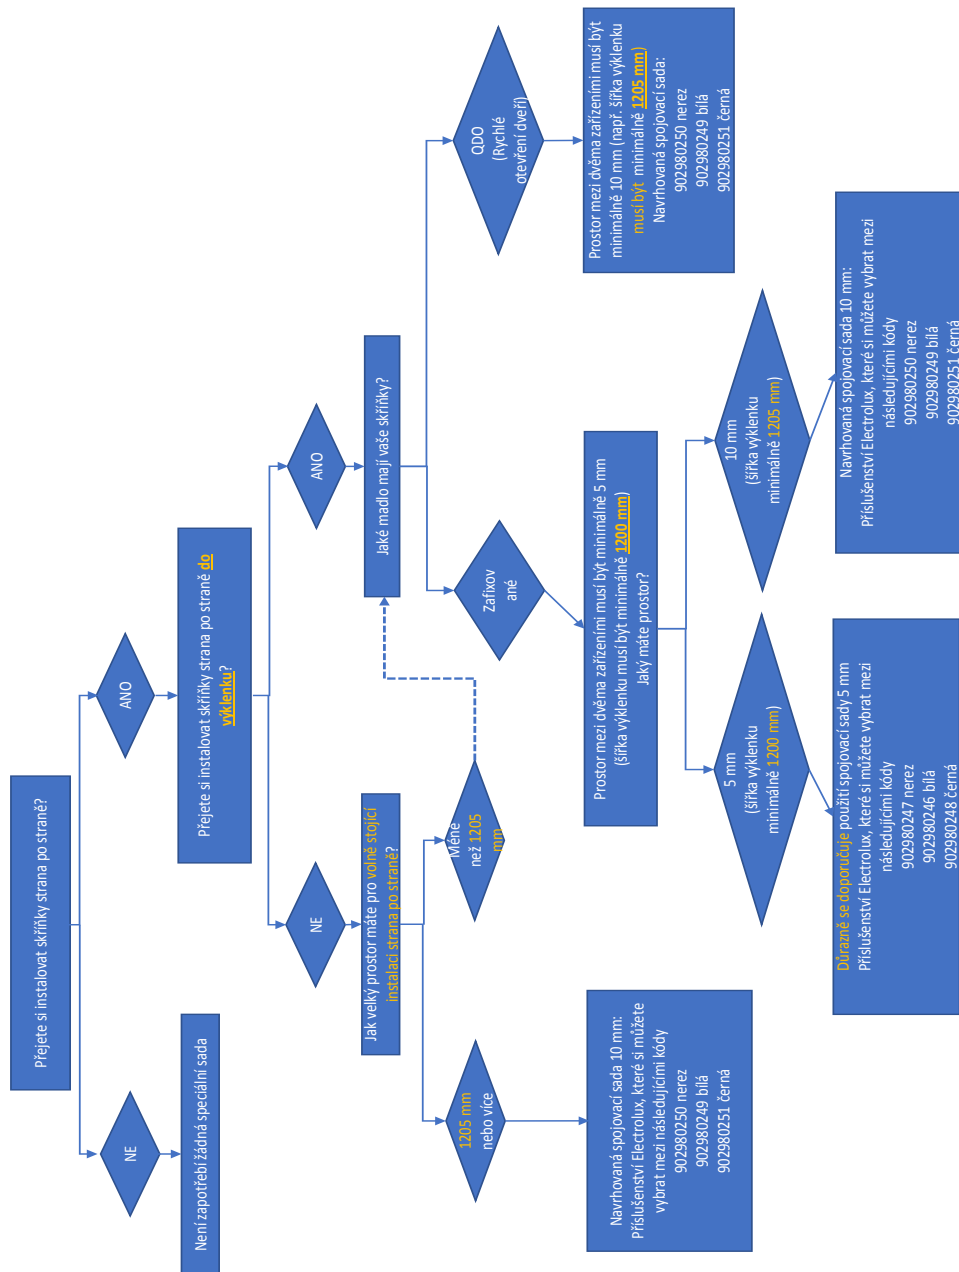 Přejete si instalovat skříňky strana po straně?
NE
ANO
Není zapotřebí žádná speciální sada
Přejete si instalovat skříňky strana po straně do
výklenku?
NE
ANO
Jak velký prostor máte pro volně stojící
instalaci strana po straně?
Jaké madlo mají vaše skříňky?
1205 mm
nebo více
Méně
než 1205
mm
Zafixov
ané
QDO
(Rychlé
otevření dveří)
Navrhovaná spojovací sada 10 mm:
Příslušenství Electrolux, které si můžete
vybrat mezi následujícími kódy
902980250 nerez
902980249 bílá
902980251 černá
Prostor mezi dvěma zařízeními musí být minimálně 5 mm
(šířka výklenku musí být minimálně 1200 mm)
Jaký máte prostor?
Prostor mezi dvěma zařízeními musí být
minimálně 10 mm (např. šířka výklenku
musí být minimálně 1205 mm)
Navrhovaná spojovací sada:
902980250 nerez
902980249 bílá
902980251 černá
5 mm
(šířka výklenku
minimálně 1200 mm)
10 mm
(šířka výklenku
minimálně 1205 mm)
Důrazně se doporučuje použití spojovací sady 5 mm
Příslušenství Electrolux, které si můžete vybrat mezi
následujícími kódy
902980247 nerez
902980246 bílá
902980248 černá
Navrhovaná spojovací sada 10 mm:
Příslušenství Electrolux, které si můžete vybrat mezi
následujícími kódy
902980250 nerez
902980249 bílá
902980251 černá